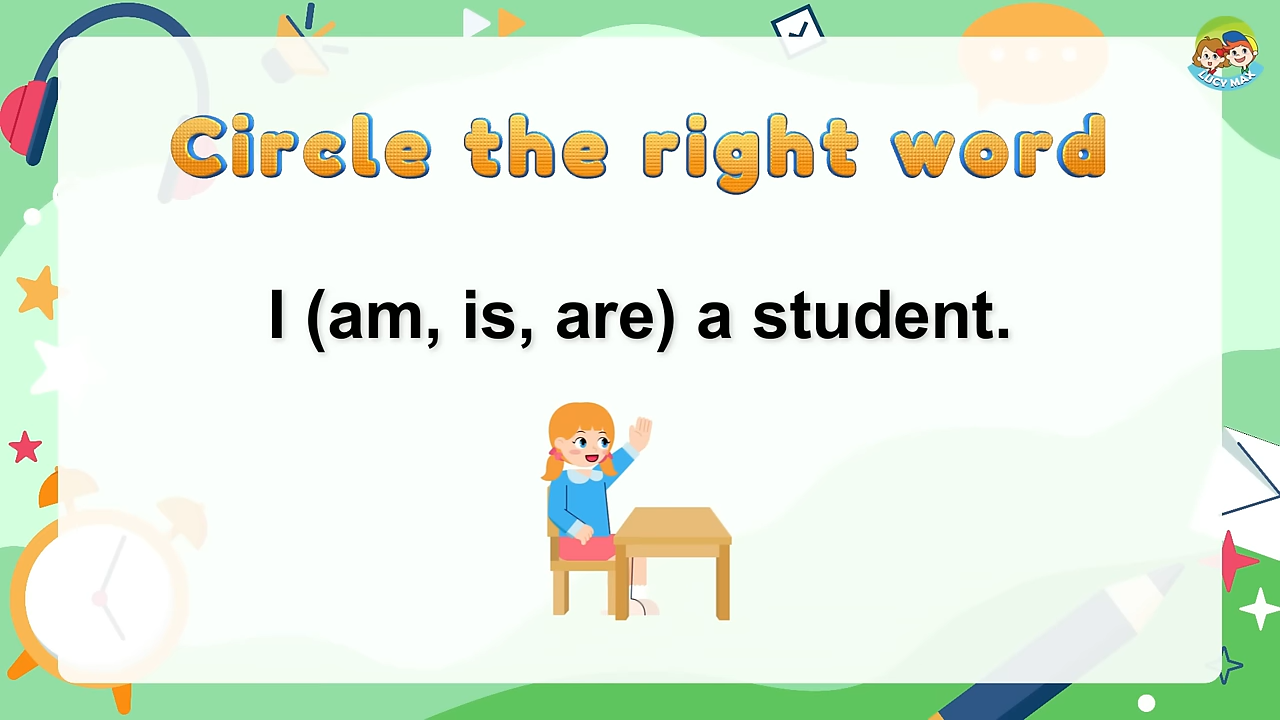 LUCY MAX
Circle the right word
I (am, is, are) a student.